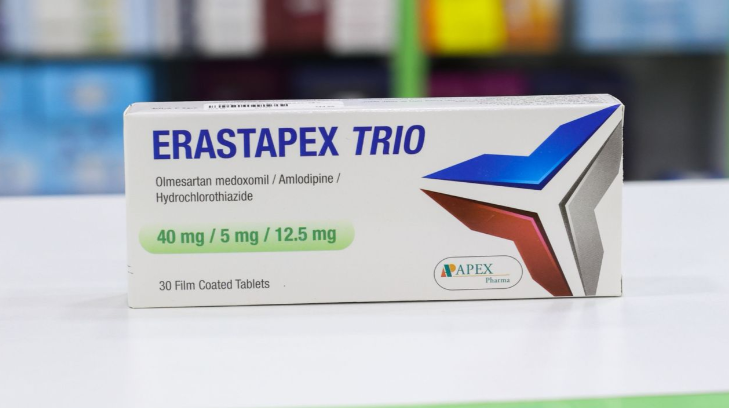 ERASTAPEX TRIO
Olmesartan medoxomil / Amlodipine /
Hydrochlorothiazide
40 mg / 5 mg / 12.5 mg
30 Film Coated Tablets
APEX
Pharma